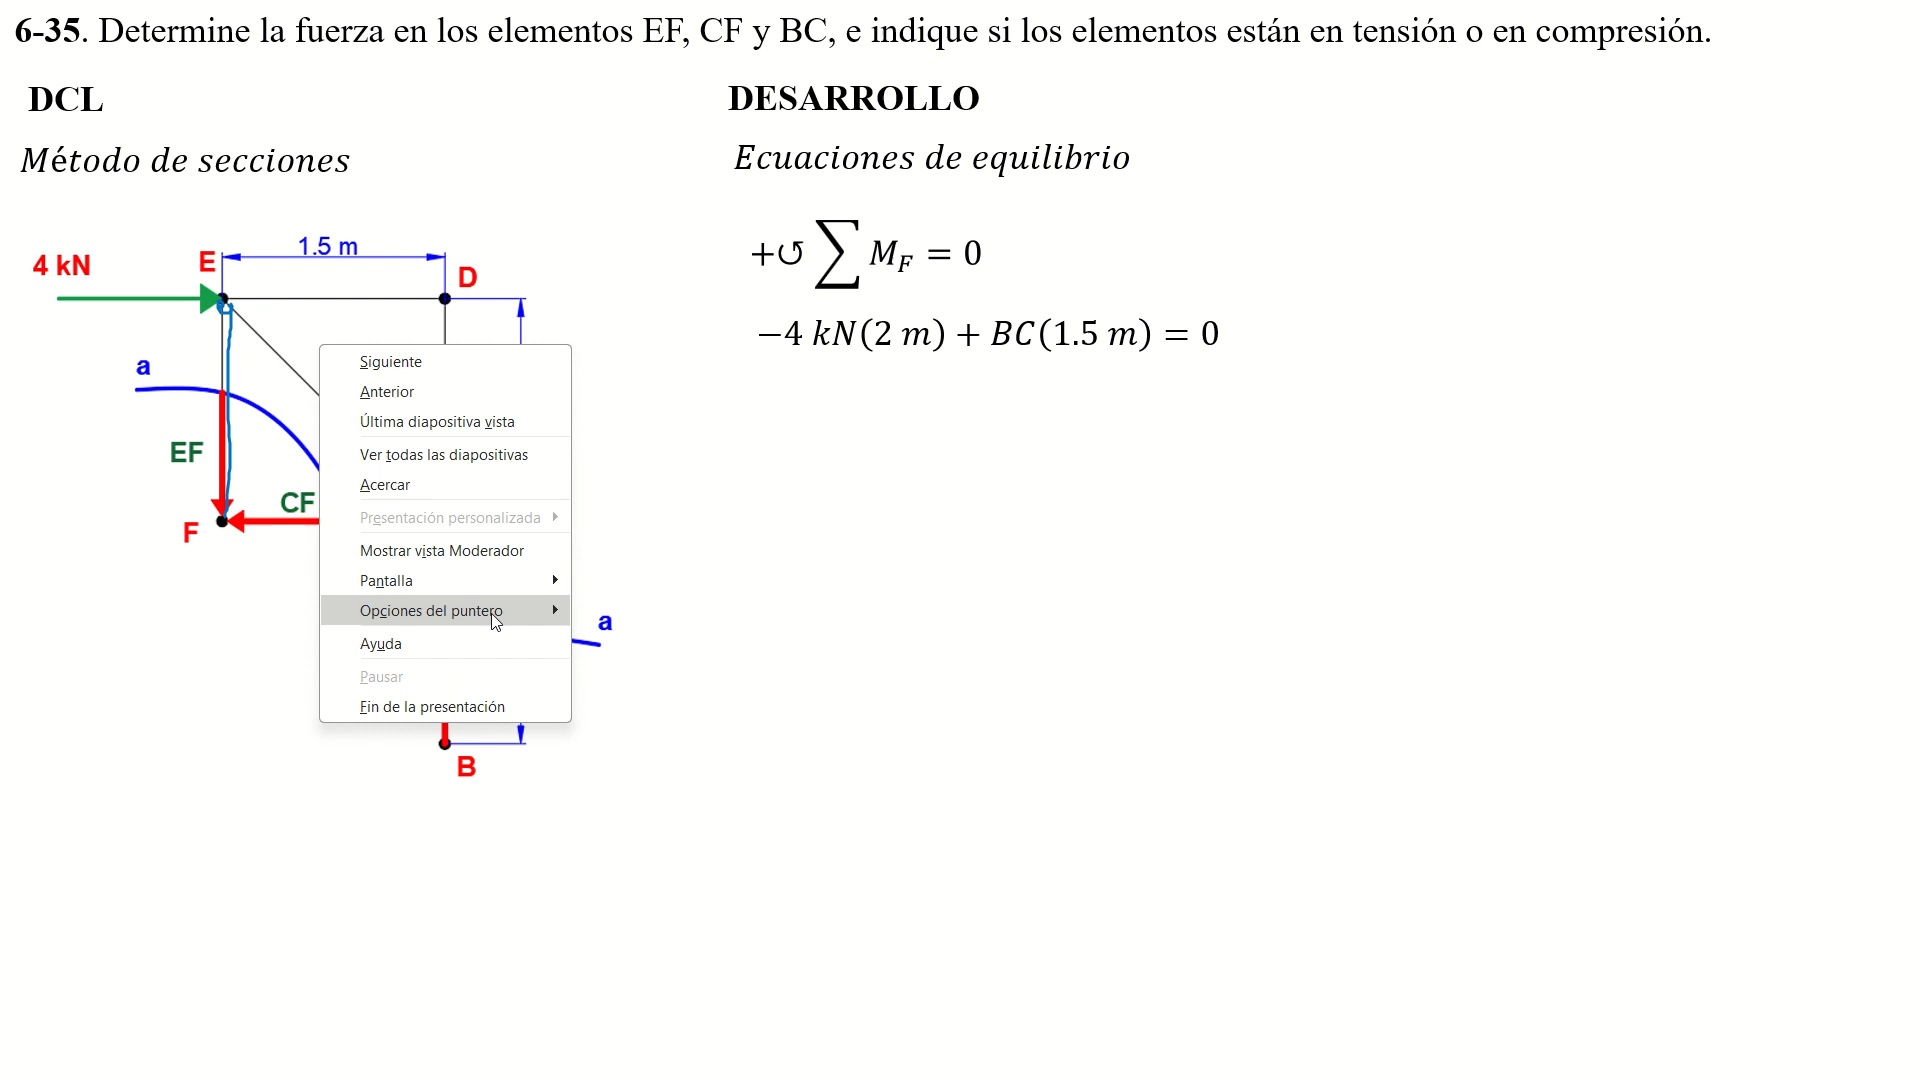 6-35. Determine la fuerza en los elementos EF, CF y BC, e indique si los elementos están en tensión o en compresión.
DCL
Método de secciones
4 kN
E
1.5 m
D
a
EF
CF
F
a
B
Siguiente
Anterior
Última diapositiva vista
Ver todas las diapositivas
Acercar
Presentación personalizada
Mostrar vista Moderador
Pantalla
Opciones del puntero
Ayuda
Pausar
Fin de la presentación
DESARROLLO
Ecuaciones de equilibrio
+↺ ∑ M_F = 0
−4 kN(2 m) + BC(1.5 m) = 0